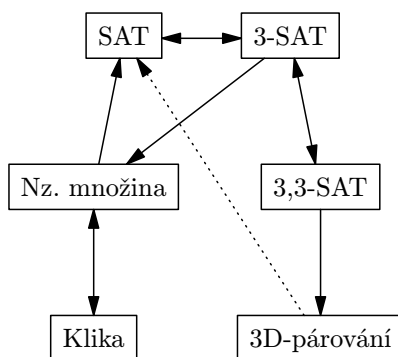 SAT
3-SAT
Nz. množina
3,3-SAT
Klika
3D-párování